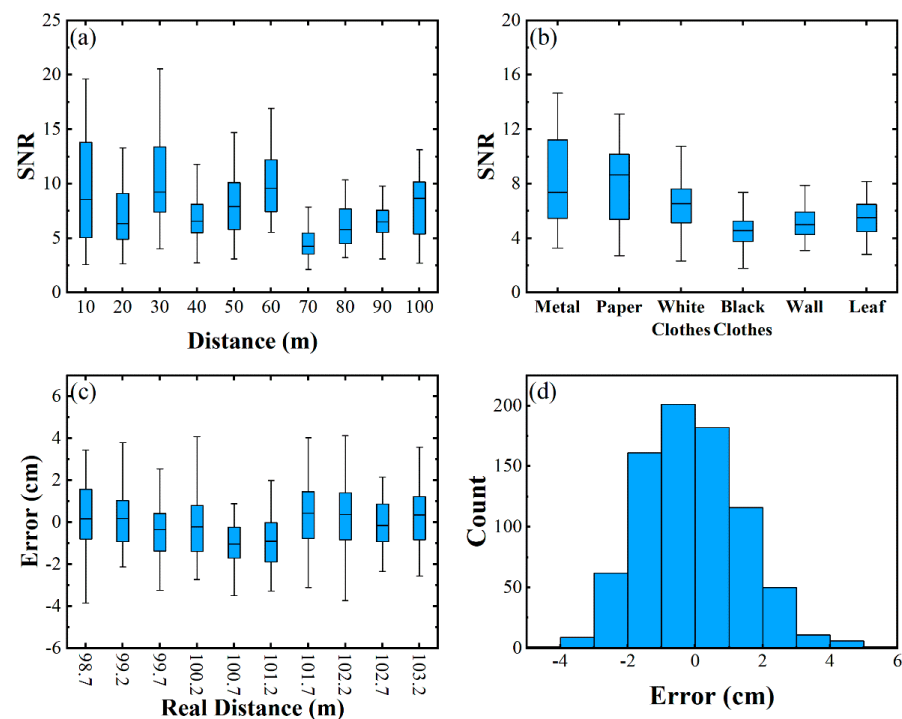 (a)
25
20
15
10
5
0
SNR
10 20 30 40 50 60 70 80 90 100
Distance (m)
(b)
20
16
12
8
4
0
SNR
Metal Paper White Black Wall Leaf
Clothes Clothes
(c)
6
4
2
0
-2
-4
-6
Error (cm)
98.7 99.2 99.7 100.2 100.7 101.2 101.7 102.2 102.7 103.2
Real Distance (m)
(d)
200
150
100
50
0
Count
-4 -2 0 2 4 6
Error (cm)